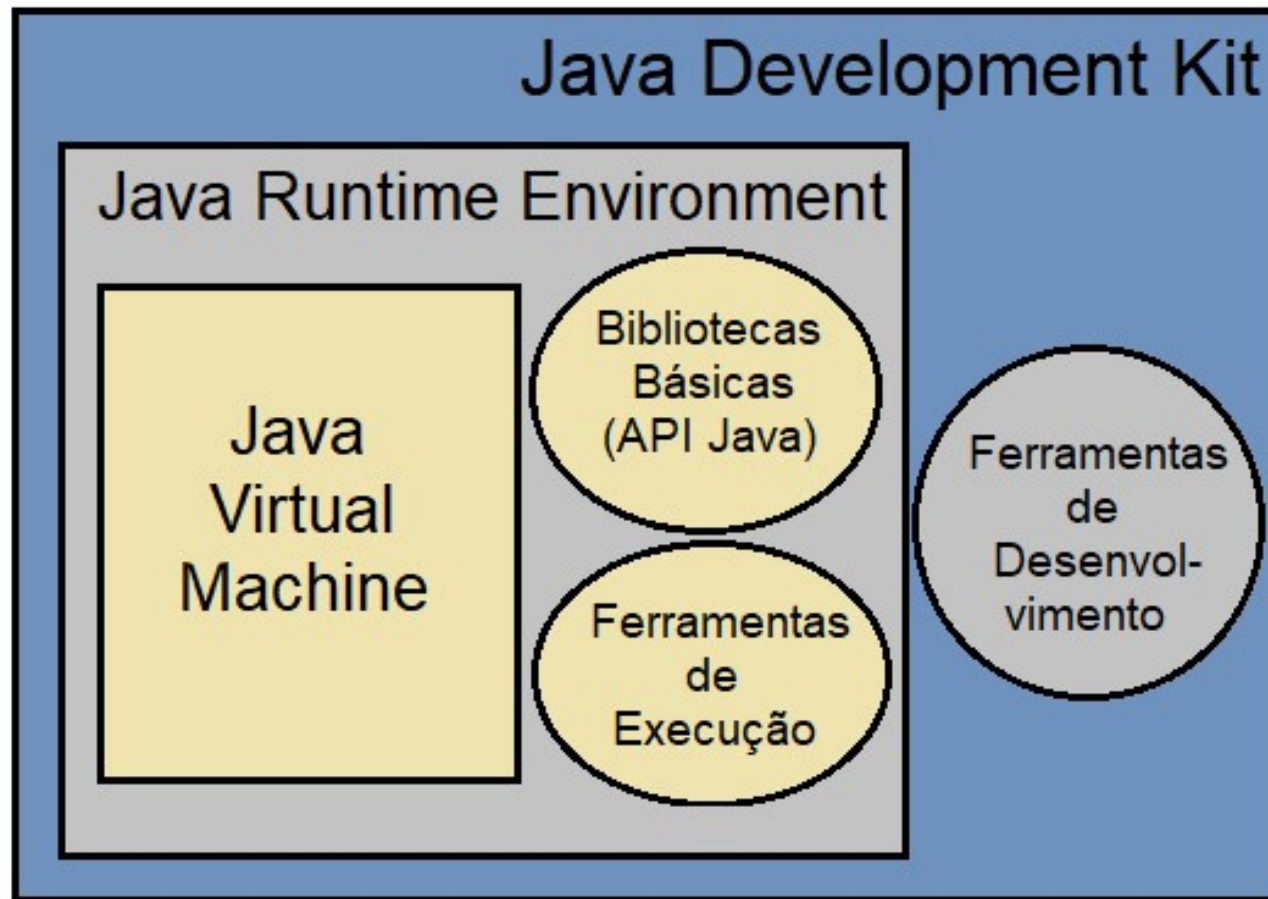 Java Development Kit
Java Runtime Environment
Java
Virtual
Machine
Bibliotecas
Básicas
(API Java)
Ferramentas
de
Execução
Ferramentas
de
Desenvol-
vimento